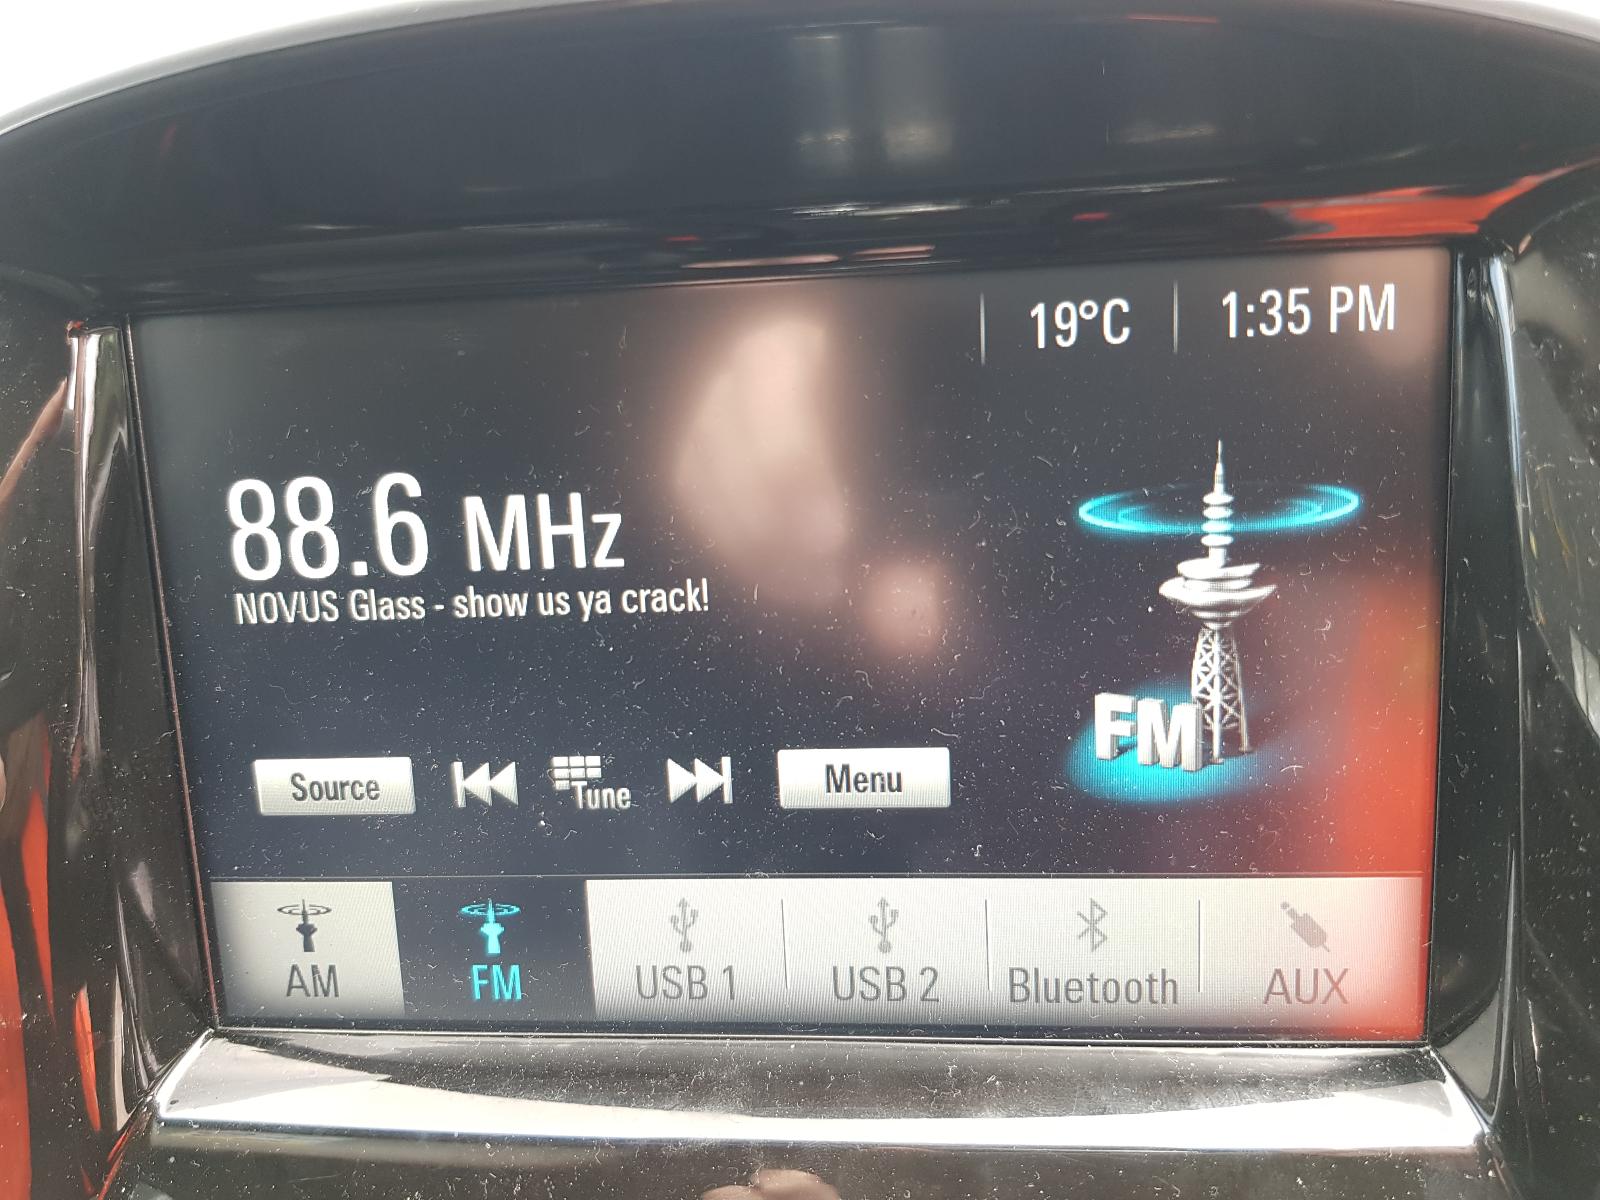 19°C 1:35 PM
88.6 MHz
NOVUS Glass - show us ya crack!
FM
Source Tune Menu
AM FM USB 1 USB 2 Bluetooth AUX